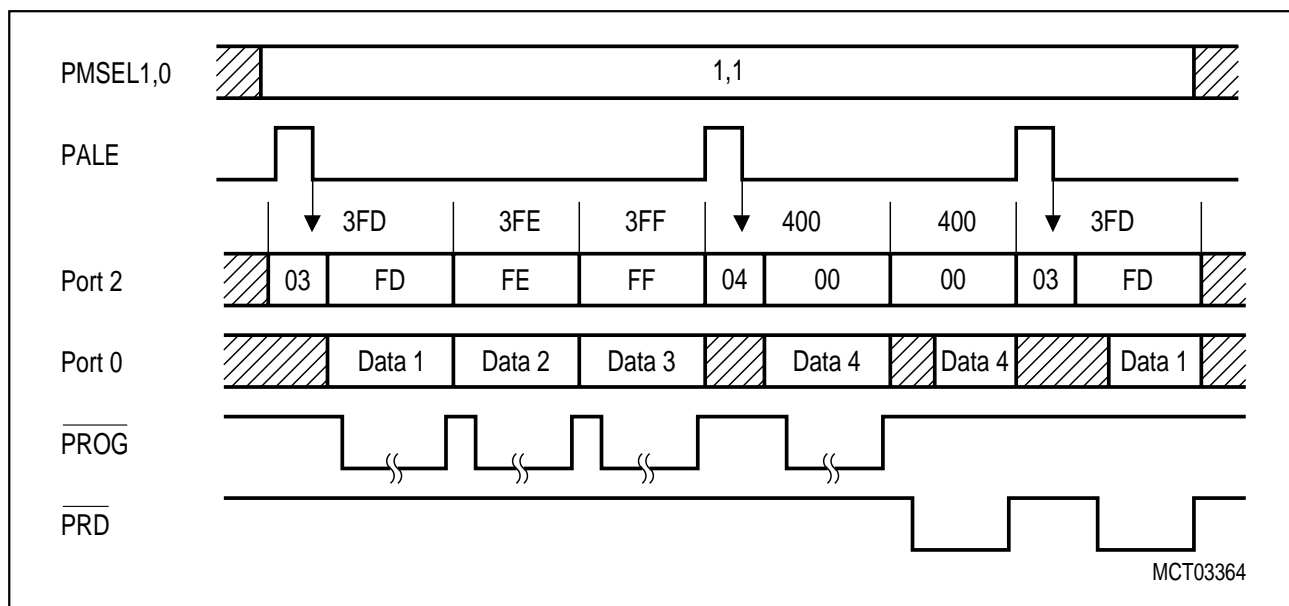 PMSEL1,0 1,1
PALE
3FD 3FE 3FF 400 400 3FD
Port 2 03 FD FE FF 04 00 00 03 FD
Port 0 Data 1 Data 2 Data 3 Data 4 Data 4 Data 1
PROG
PRD
MCT03364